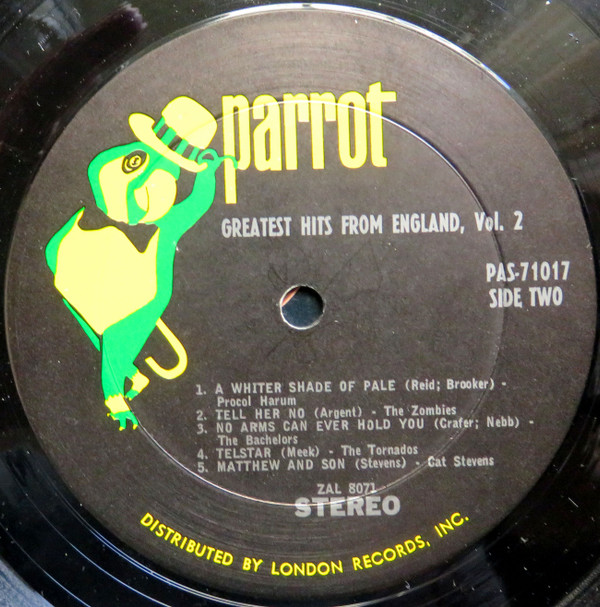 parrot
GREATEST HITS FROM ENGLAND, Vol. 2
PAS-71017
SIDE TWO
1. A WHITER SHADE OF PALE (Reid; Brooker) -
Procol Harum
2. TELL HER NO (Argent) - The Zombies
3. NO ARMS CAN EVER HOLD YOU (Crafer; Nebb) -
The Bachelors
4. TELSTAR (Meek) - The Tornados
5. MATTHEW AND SON (Stevens) - Cat Stevens
ZAL 8071
STEREO
DISTRIBUTED BY LONDON RECORDS, INC.